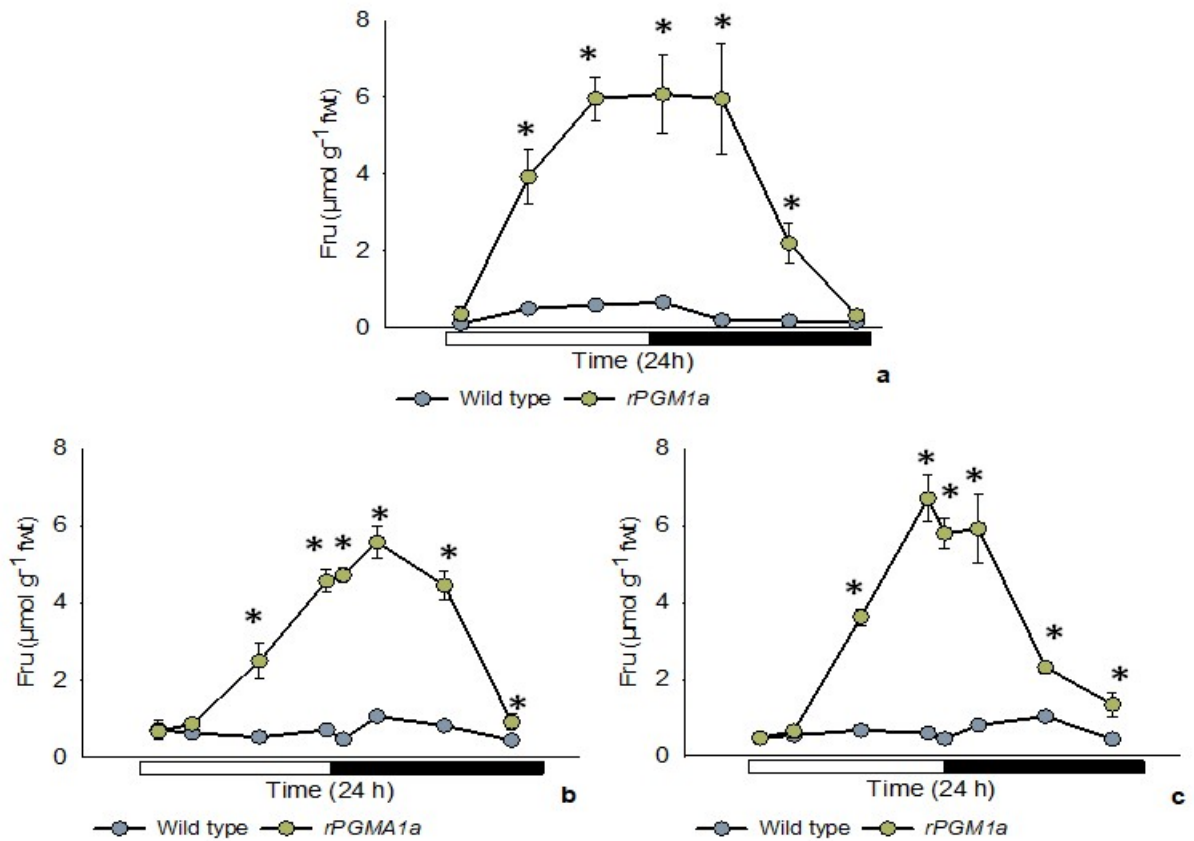 8
6
4
2
0
Fru (µmol g⁻¹ fwt)
* * * * *
Time (24h)
a
Wild type rPGM1a
8
6
4
2
0
Fru (µmol g⁻¹ fwt)
* * * * * *
Time (24 h)
b
Wild type rPGMA1a
8
6
4
2
0
Fru (µmol g⁻¹ fwt)
* * * * * *
Time (24 h)
c
Wild type rPGM1a